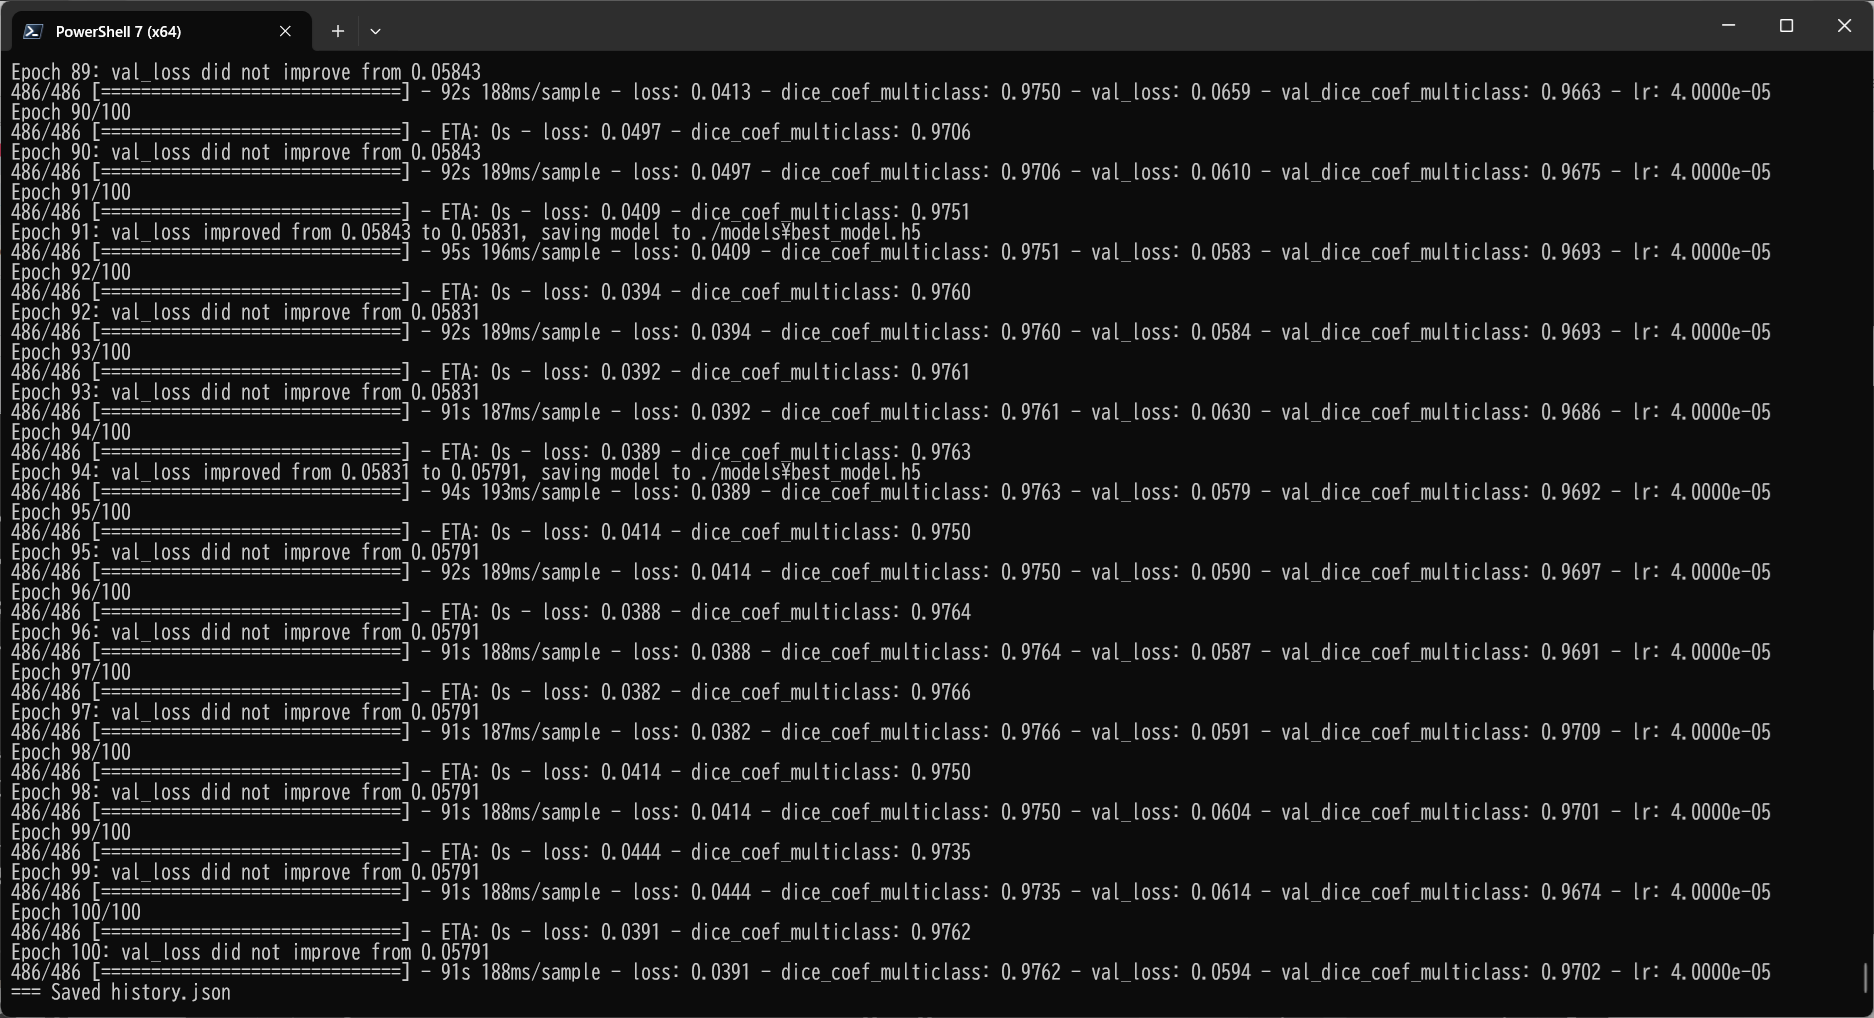 PowerShell 7 (x64)
Epoch 89: val_loss did not improve from 0.05843
486/486 [==============================] - 92s 188ms/sample - loss: 0.0413 - dice_coef_multiclass: 0.9750 - val_loss: 0.0659 - val_dice_coef_multiclass: 0.9663 - lr: 4.0000e-05
Epoch 90/100
486/486 [==============================] - ETA: 0s - loss: 0.0497 - dice_coef_multiclass: 0.9706
Epoch 90: val_loss did not improve from 0.05843
486/486 [==============================] - 92s 189ms/sample - loss: 0.0497 - dice_coef_multiclass: 0.9706 - val_loss: 0.0610 - val_dice_coef_multiclass: 0.9675 - lr: 4.0000e-05
Epoch 91/100
486/486 [==============================] - ETA: 0s - loss: 0.0409 - dice_coef_multiclass: 0.9751
Epoch 91: val_loss improved from 0.05843 to 0.05831, saving model to ./models¥best_model.h5
486/486 [==============================] - 95s 196ms/sample - loss: 0.0409 - dice_coef_multiclass: 0.9751 - val_loss: 0.0583 - val_dice_coef_multiclass: 0.9693 - lr: 4.0000e-05
Epoch 92/100
486/486 [==============================] - ETA: 0s - loss: 0.0394 - dice_coef_multiclass: 0.9760
Epoch 92: val_loss did not improve from 0.05831
486/486 [==============================] - 92s 189ms/sample - loss: 0.0394 - dice_coef_multiclass: 0.9760 - val_loss: 0.0584 - val_dice_coef_multiclass: 0.9693 - lr: 4.0000e-05
Epoch 93/100
486/486 [==============================] - ETA: 0s - loss: 0.0392 - dice_coef_multiclass: 0.9761
Epoch 93: val_loss did not improve from 0.05831
486/486 [==============================] - 91s 187ms/sample - loss: 0.0392 - dice_coef_multiclass: 0.9761 - val_loss: 0.0630 - val_dice_coef_multiclass: 0.9686 - lr: 4.0000e-05
Epoch 94/100
486/486 [==============================] - ETA: 0s - loss: 0.0389 - dice_coef_multiclass: 0.9763
Epoch 94: val_loss improved from 0.05831 to 0.05791, saving model to ./models¥best_model.h5
486/486 [==============================] - 94s 193ms/sample - loss: 0.0389 - dice_coef_multiclass: 0.9763 - val_loss: 0.0579 - val_dice_coef_multiclass: 0.9692 - lr: 4.0000e-05
Epoch 95/100
486/486 [==============================] - ETA: 0s - loss: 0.0414 - dice_coef_multiclass: 0.9750
Epoch 95: val_loss did not improve from 0.05791
486/486 [==============================] - 92s 189ms/sample - loss: 0.0414 - dice_coef_multiclass: 0.9750 - val_loss: 0.0590 - val_dice_coef_multiclass: 0.9697 - lr: 4.0000e-05
Epoch 96/100
486/486 [==============================] - ETA: 0s - loss: 0.0388 - dice_coef_multiclass: 0.9764
Epoch 96: val_loss did not improve from 0.05791
486/486 [==============================] - 91s 188ms/sample - loss: 0.0388 - dice_coef_multiclass: 0.9764 - val_loss: 0.0587 - val_dice_coef_multiclass: 0.9691 - lr: 4.0000e-05
Epoch 97/100
486/486 [==============================] - ETA: 0s - loss: 0.0382 - dice_coef_multiclass: 0.9766
Epoch 97: val_loss did not improve from 0.05791
486/486 [==============================] - 91s 187ms/sample - loss: 0.0382 - dice_coef_multiclass: 0.9766 - val_loss: 0.0591 - val_dice_coef_multiclass: 0.9709 - lr: 4.0000e-05
Epoch 98/100
486/486 [==============================] - ETA: 0s - loss: 0.0414 - dice_coef_multiclass: 0.9750
Epoch 98: val_loss did not improve from 0.05791
486/486 [==============================] - 91s 188ms/sample - loss: 0.0414 - dice_coef_multiclass: 0.9750 - val_loss: 0.0604 - val_dice_coef_multiclass: 0.9701 - lr: 4.0000e-05
Epoch 99/100
486/486 [==============================] - ETA: 0s - loss: 0.0444 - dice_coef_multiclass: 0.9735
Epoch 99: val_loss did not improve from 0.05791
486/486 [==============================] - 91s 188ms/sample - loss: 0.0444 - dice_coef_multiclass: 0.9735 - val_loss: 0.0614 - val_dice_coef_multiclass: 0.9674 - lr: 4.0000e-05
Epoch 100/100
486/486 [==============================] - ETA: 0s - loss: 0.0391 - dice_coef_multiclass: 0.9762
Epoch 100: val_loss did not improve from 0.05791
486/486 [==============================] - 91s 188ms/sample - loss: 0.0391 - dice_coef_multiclass: 0.9762 - val_loss: 0.0594 - val_dice_coef_multiclass: 0.9702 - lr: 4.0000e-05
=== Saved history.json